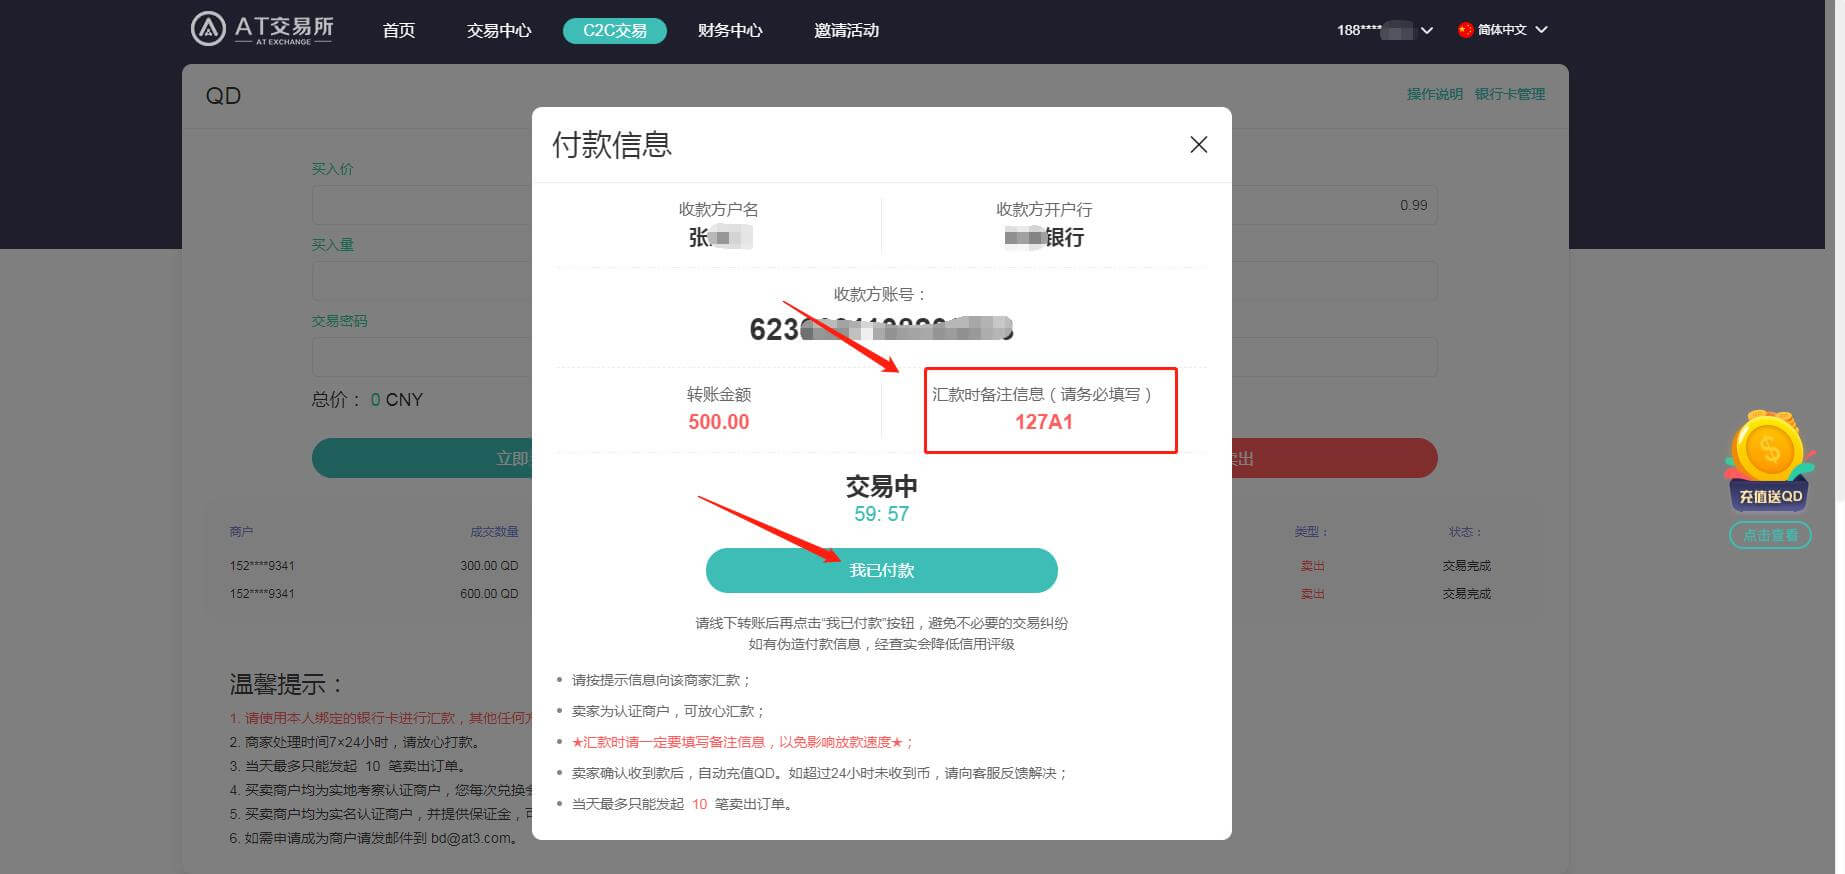 AT交易所
AT EXCHANGE
首页
交易中心
C2C交易
财务中心
邀请活动
188****
简体中文
QD
操作说明 银行卡管理
买入价
0.99
买入量
交易密码
总价： 0 CNY
立即
卖出
付款信息
收款方户名
张
收款方开户行
银行
收款方账号：
623
转账金额
500.00
汇款时备注信息（请务必填写）
127A1
交易中
59: 57
我已付款
请线下转账后再点击“我已付款”按钮，避免不必要的交易纠纷
如有伪造付款信息，经查实会降低信用评级
请按提示信息向该商家汇款；
卖家为认证商户，可放心汇款；
★汇款时请一定要填写备注信息，以免影响放款速度★；
卖家确认收到款后，自动充值QD。如超过24小时未收到币，请向客服反馈解决；
当天最多只能发起 10 笔卖出订单。
商户
成交数量
类型：
状态：
152****9341
300.00 QD
卖出
交易完成
152****9341
600.00 QD
卖出
交易完成
温馨提示：
1. 请使用本人绑定的银行卡进行汇款，其他任何方
2. 商家处理时间7×24小时，请放心打款。
3. 当天最多只能发起 10 笔卖出订单。
4. 买卖商户均为实地考察认证商户，您每次兑换
5. 买卖商户均为实名认证商户，并提供保证金，
6. 如需申请成为商户请发邮件到 bd@at3.com。
充值送QD
点击查看